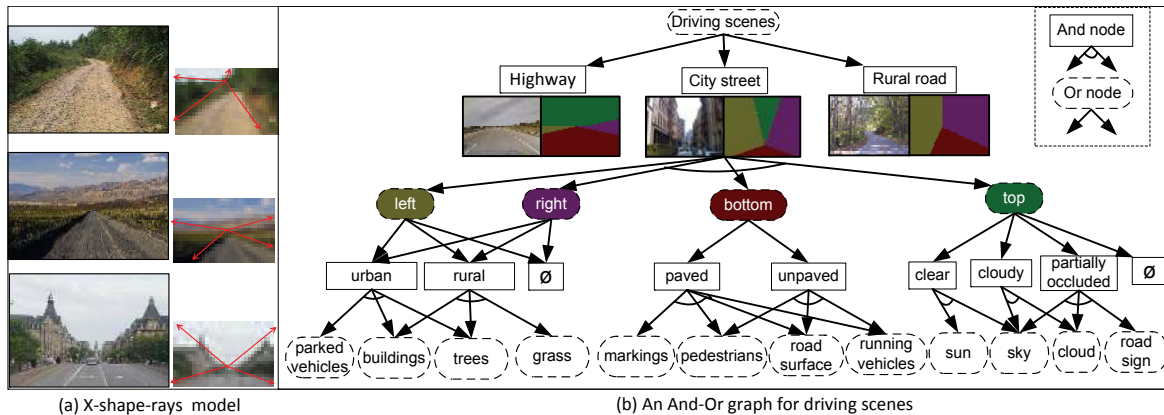 Driving scenes
And node
Or node
Highway
City street
Rural road
left
right
bottom
top
urban
rural
Ø
paved
unpaved
clear
cloudy
partially
occluded
Ø
parked
vehicles
buildings
trees
grass
markings
pedestrians
road
surface
running
vehicles
sun
sky
cloud
road
sign
(a) X-shape-rays model
(b) An And-Or graph for driving scenes